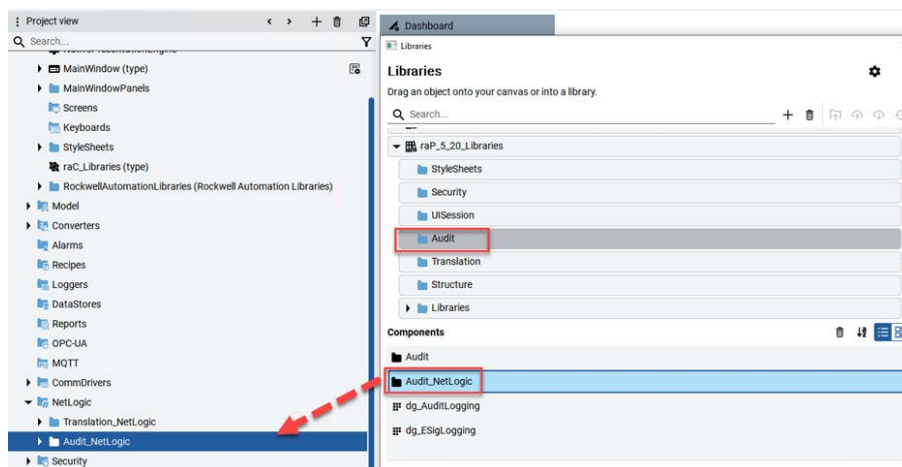 Project view
Search...
MainWindow (type)
MainWindowPanels
Screens
Keyboards
StyleSheets
raC_Libraries (type)
RockwellAutomationLibraries (Rockwell Automation Libraries)
Model
Converters
Alarms
Recipes
Loggers
DataStores
Reports
OPC-UA
MQTT
CommDrivers
NetLogic
Translation_NetLogic
Audit_NetLogic
Security
Dashboard
Libraries
Libraries
Drag an object onto your canvas or into a library.
Search...
raP_5_20_Libraries
StyleSheets
Security
UISession
Audit
Translation
Structure
Libraries
Components
Audit
Audit_NetLogic
dg_AuditLogging
dg_ESigLogging